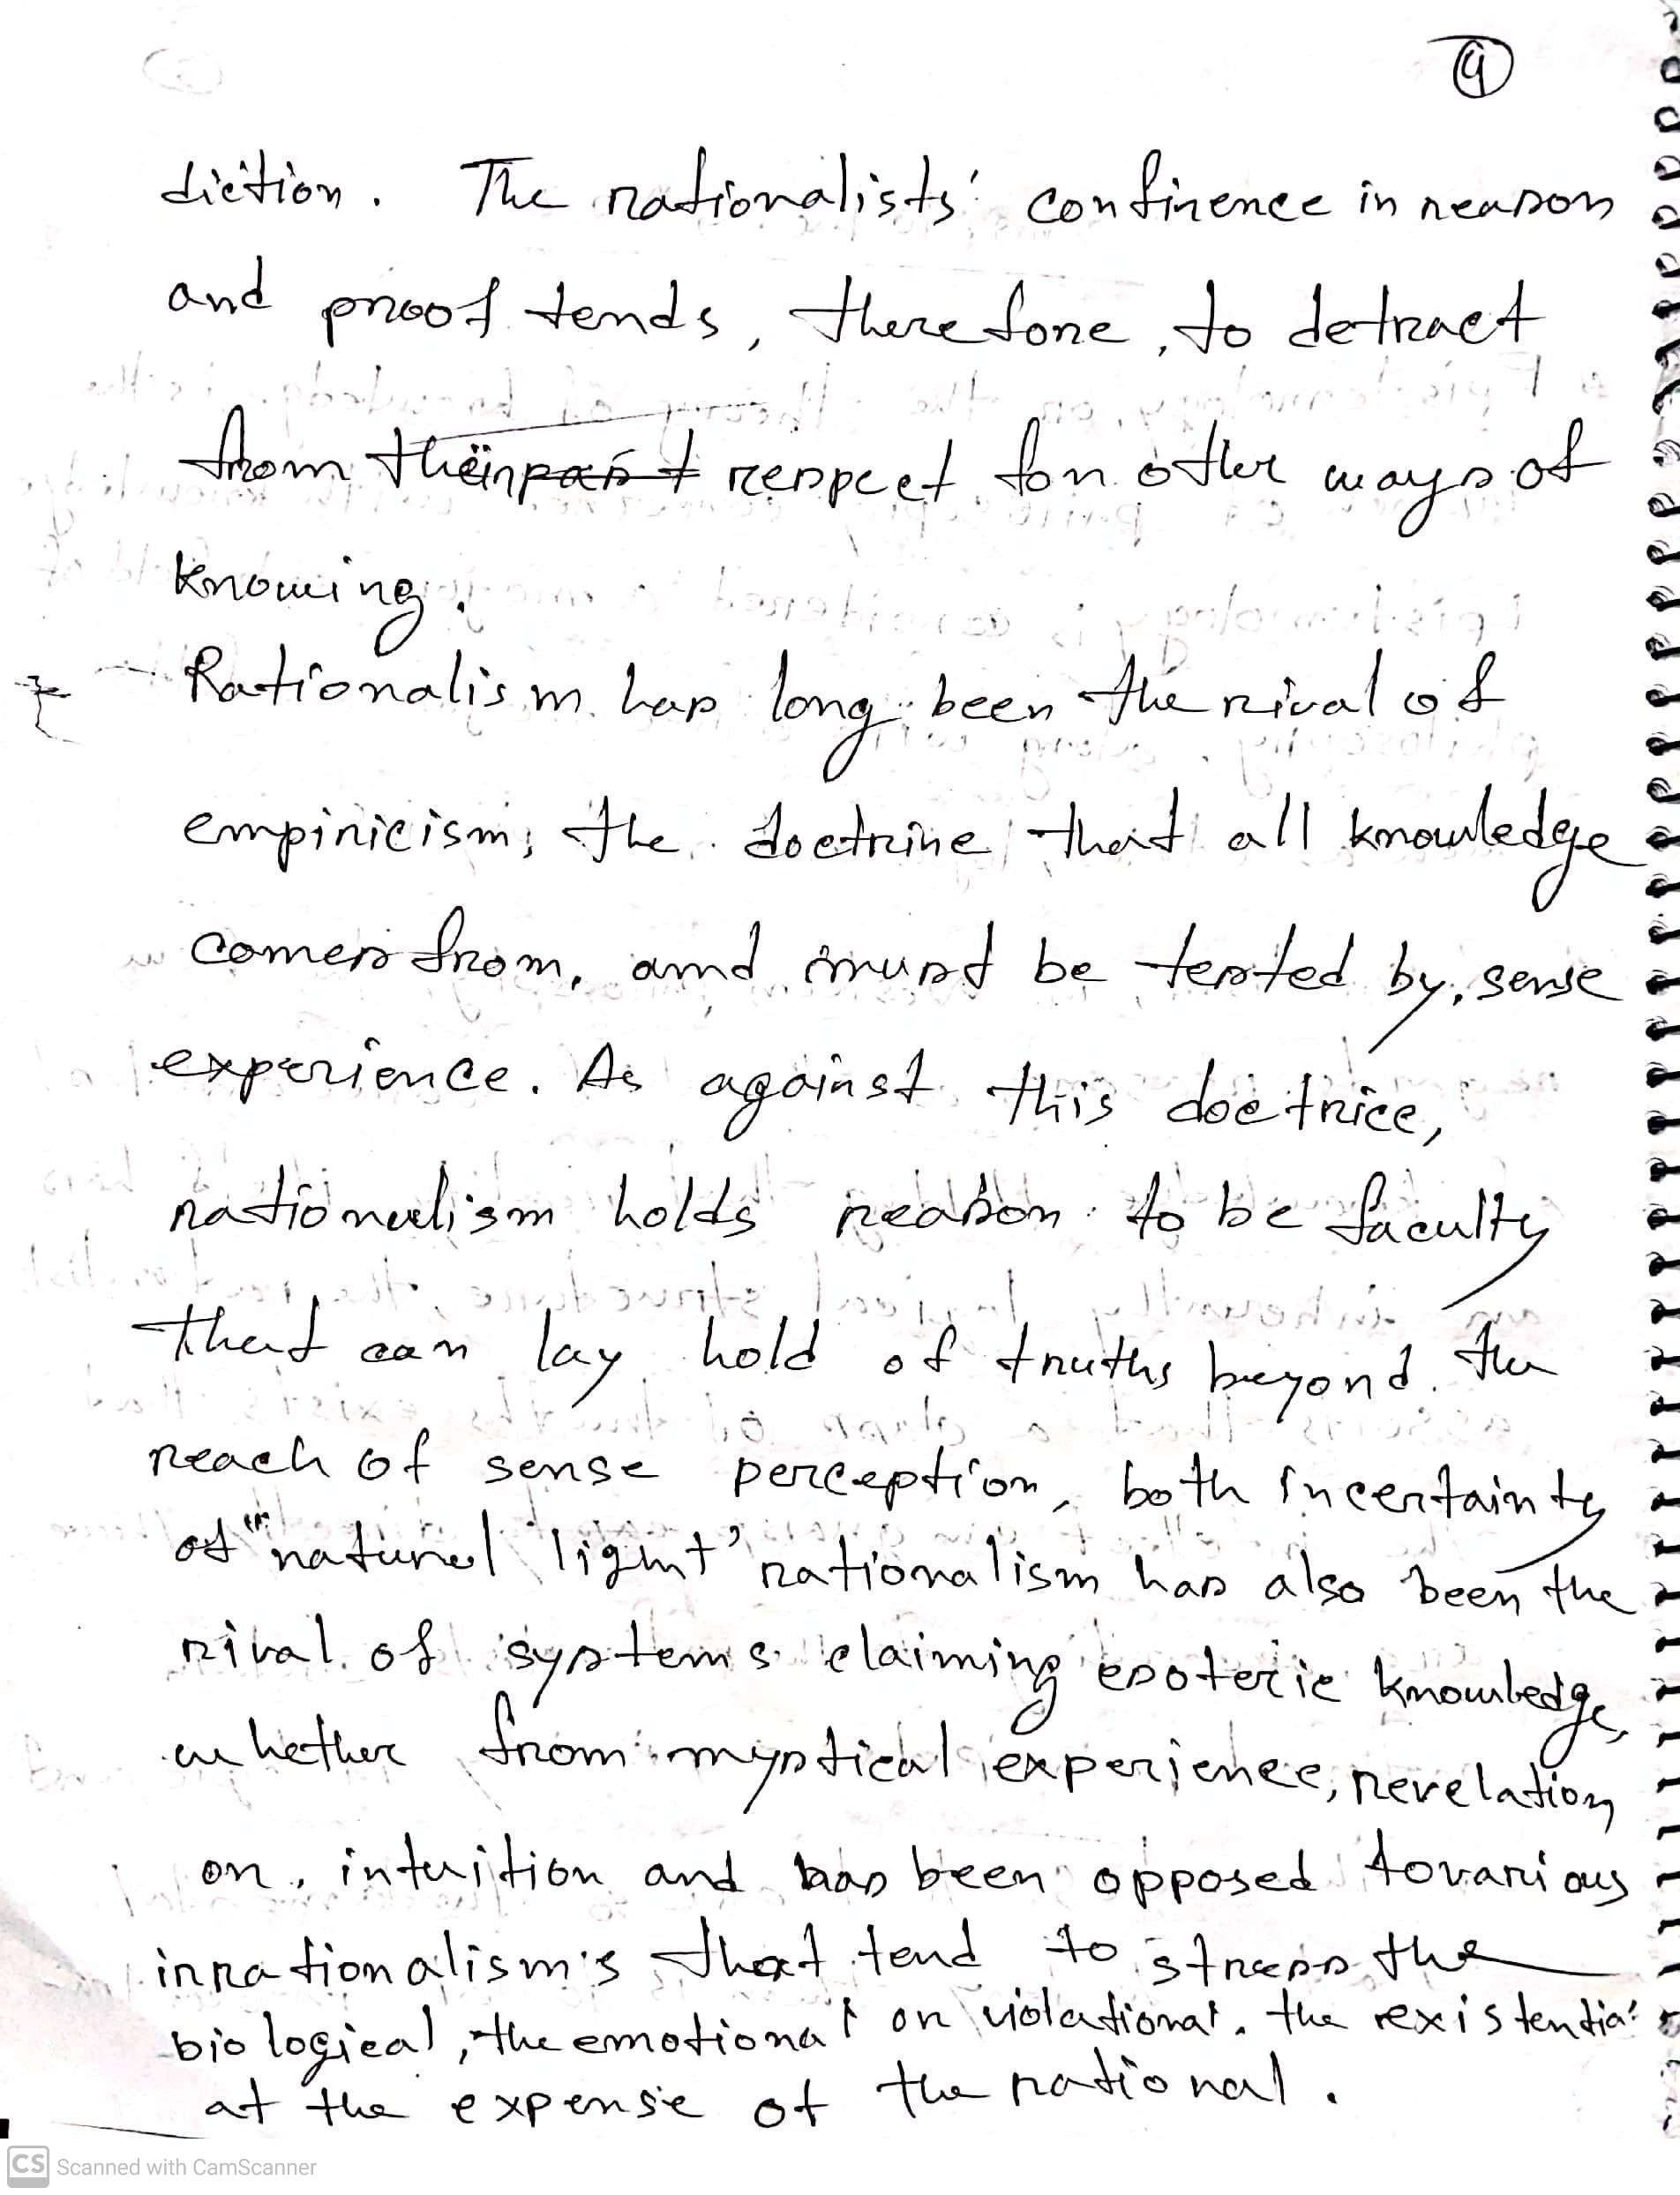 4
diction. The rationalists' confinence in reason
and proof tends, therefore, to detract
from their past respect for other ways of
knowing.
Rationalism has long been the rival of
empiricism, the doctrine that all knowledge
comes from, and must be tested by, sense
experience. As against this doctrice,
rationalism holds reason to be faculty
that can lay hold of truths beyond the
reach of sense perception, both incertainty
of "natural light" rationalism has also been the
rival of systems claiming esoteric knowledge,
whether from mystical experience, revelation
or, intuition and has been opposed to various
irrationalism's that tend to stress the
biological, the emotional or violational. the existential
at the expense of the rational.
CS Scanned with CamScanner